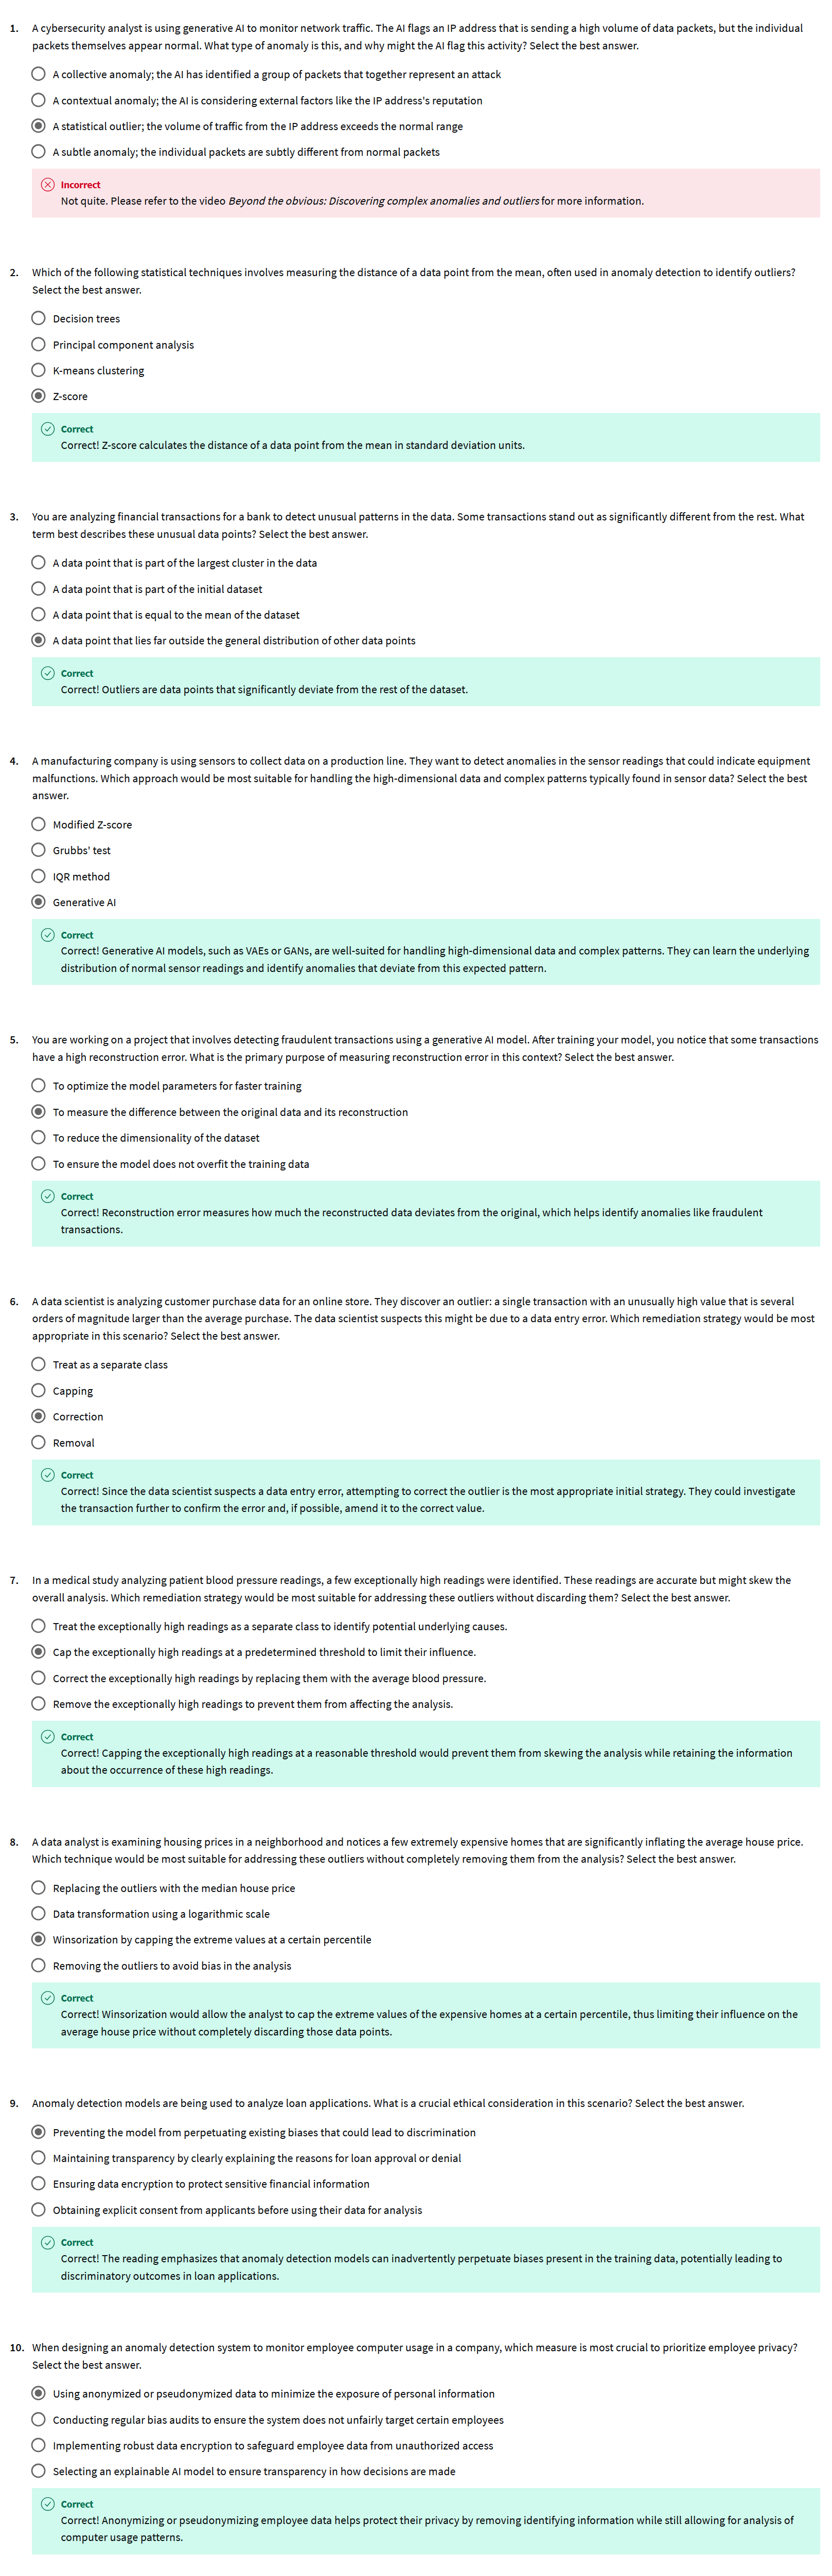 1. A cybersecurity analyst is using generative AI to monitor network traffic. The AI flags an IP address that is sending a high volume of data packets, but the individual
packets themselves appear normal. What type of anomaly is this, and why might the AI flag this activity? Select the best answer.
A collective anomaly; the AI has identified a group of packets that together represent an attack
A contextual anomaly; the AI is considering external factors like the IP address's reputation
A statistical outlier; the volume of traffic from the IP address exceeds the normal range
A subtle anomaly; the individual packets are subtly different from normal packets
Incorrect
Not quite. Please refer to the video Beyond the obvious: Discovering complex anomalies and outliers for more information.
2. Which of the following statistical techniques involves measuring the distance of a data point from the mean, often used in anomaly detection to identify outliers?
Select the best answer.
Decision trees
Principal component analysis
K-means clustering
Z-score
Correct
Correct! Z-score calculates the distance of a data point from the mean in standard deviation units.
3. You are analyzing financial transactions for a bank to detect unusual patterns in the data. Some transactions stand out as significantly different from the rest. What
term best describes these unusual data points? Select the best answer.
A data point that is part of the largest cluster in the data
A data point that is part of the initial dataset
A data point that is equal to the mean of the dataset
A data point that lies far outside the general distribution of other data points
Correct
Correct! Outliers are data points that significantly deviate from the rest of the dataset.
4. A manufacturing company is using sensors to collect data on a production line. They want to detect anomalies in the sensor readings that could indicate equipment
malfunctions. Which approach would be most suitable for handling the high-dimensional data and complex patterns typically found in sensor data? Select the best
answer.
Modified Z-score
Grubbs' test
IQR method
Generative AI
Correct
Correct! Generative AI models, such as VAEs or GANs, are well-suited for handling high-dimensional data and complex patterns. They can learn the underlying
distribution of normal sensor readings and identify anomalies that deviate from this expected pattern.
5. You are working on a project that involves detecting fraudulent transactions using a generative AI model. After training your model, you notice that some transactions
have a high reconstruction error. What is the primary purpose of measuring reconstruction error in this context? Select the best answer.
To optimize the model parameters for faster training
To measure the difference between the original data and its reconstruction
To reduce the dimensionality of the dataset
To ensure the model does not overfit the training data
Correct
Correct! Reconstruction error measures how much the reconstructed data deviates from the original, which helps identify anomalies like fraudulent
transactions.
6. A data scientist is analyzing customer purchase data for an online store. They discover an outlier: a single transaction with an unusually high value that is several
orders of magnitude larger than the average purchase. The data scientist suspects this might be due to a data entry error. Which remediation strategy would be most
appropriate in this scenario? Select the best answer.
Treat as a separate class
Capping
Correction
Removal
Correct
Correct! Since the data scientist suspects a data entry error, attempting to correct the outlier is the most appropriate initial strategy. They could investigate
the transaction further to confirm the error and, if possible, amend it to the correct value.
7. In a medical study analyzing patient blood pressure readings, a few exceptionally high readings were identified. These readings are accurate but might skew the
overall analysis. Which remediation strategy would be most suitable for addressing these outliers without discarding them? Select the best answer.
Treat the exceptionally high readings as a separate class to identify potential underlying causes.
Cap the exceptionally high readings at a predetermined threshold to limit their influence.
Correct the exceptionally high readings by replacing them with the average blood pressure.
Remove the exceptionally high readings to prevent them from affecting the analysis.
Correct
Correct! Capping the exceptionally high readings at a reasonable threshold would prevent them from skewing the analysis while retaining the information
about the occurrence of these high readings.
8. A data analyst is examining housing prices in a neighborhood and notices a few extremely expensive homes that are significantly inflating the average house price.
Which technique would be most suitable for addressing these outliers without completely removing them from the analysis? Select the best answer.
Replacing the outliers with the median house price
Data transformation using a logarithmic scale
Winsorization by capping the extreme values at a certain percentile
Removing the outliers to avoid bias in the analysis
Correct
Correct! Winsorization would allow the analyst to cap the extreme values of the expensive homes at a certain percentile, thus limiting their influence on the
average house price without completely discarding those data points.
9. Anomaly detection models are being used to analyze loan applications. What is a crucial ethical consideration in this scenario? Select the best answer.
Preventing the model from perpetuating existing biases that could lead to discrimination
Maintaining transparency by clearly explaining the reasons for loan approval or denial
Ensuring data encryption to protect sensitive financial information
Obtaining explicit consent from applicants before using their data for analysis
Correct
Correct! The reading emphasizes that anomaly detection models can inadvertently perpetuate biases present in the training data, potentially leading to
discriminatory outcomes in loan applications.
10. When designing an anomaly detection system to monitor employee computer usage in a company, which measure is most crucial to prioritize employee privacy?
Select the best answer.
Using anonymized or pseudonymized data to minimize the exposure of personal information
Conducting regular bias audits to ensure the system does not unfairly target certain employees
Implementing robust data encryption to safeguard employee data from unauthorized access
Selecting an explainable AI model to ensure transparency in how decisions are made
Correct
Correct! Anonymizing or pseudonymizing employee data helps protect their privacy by removing identifying information while still allowing for analysis of
computer usage patterns.